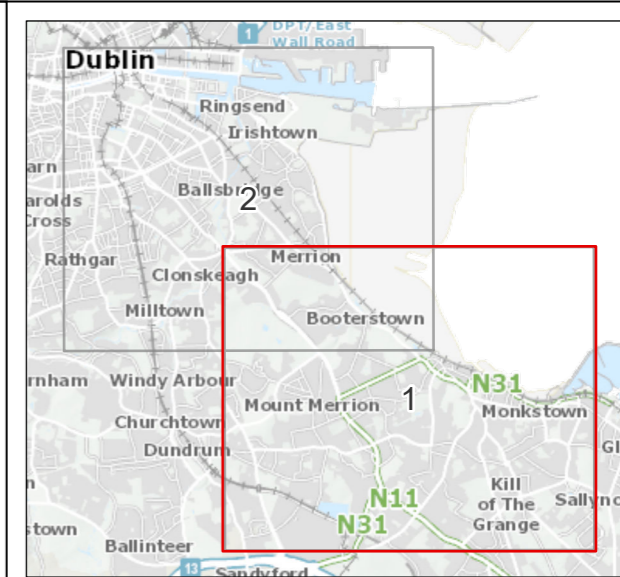 1
DPT/East
Wall Road
Dublin
Ringsend
Irishtown
arn
Ballsbridge
2
arolds
Cross
Rathgar
Merrion
Clonskeagh
Milltown
Booterstown
rnham
Windy Arbour
N31
Mount Merrion
1
Monkstown
Churchtown
Dundrum
Gl
Kill
of The
Grange
Sallyno
N11
N31
n
stown
Ballinteer
13
Sandyford